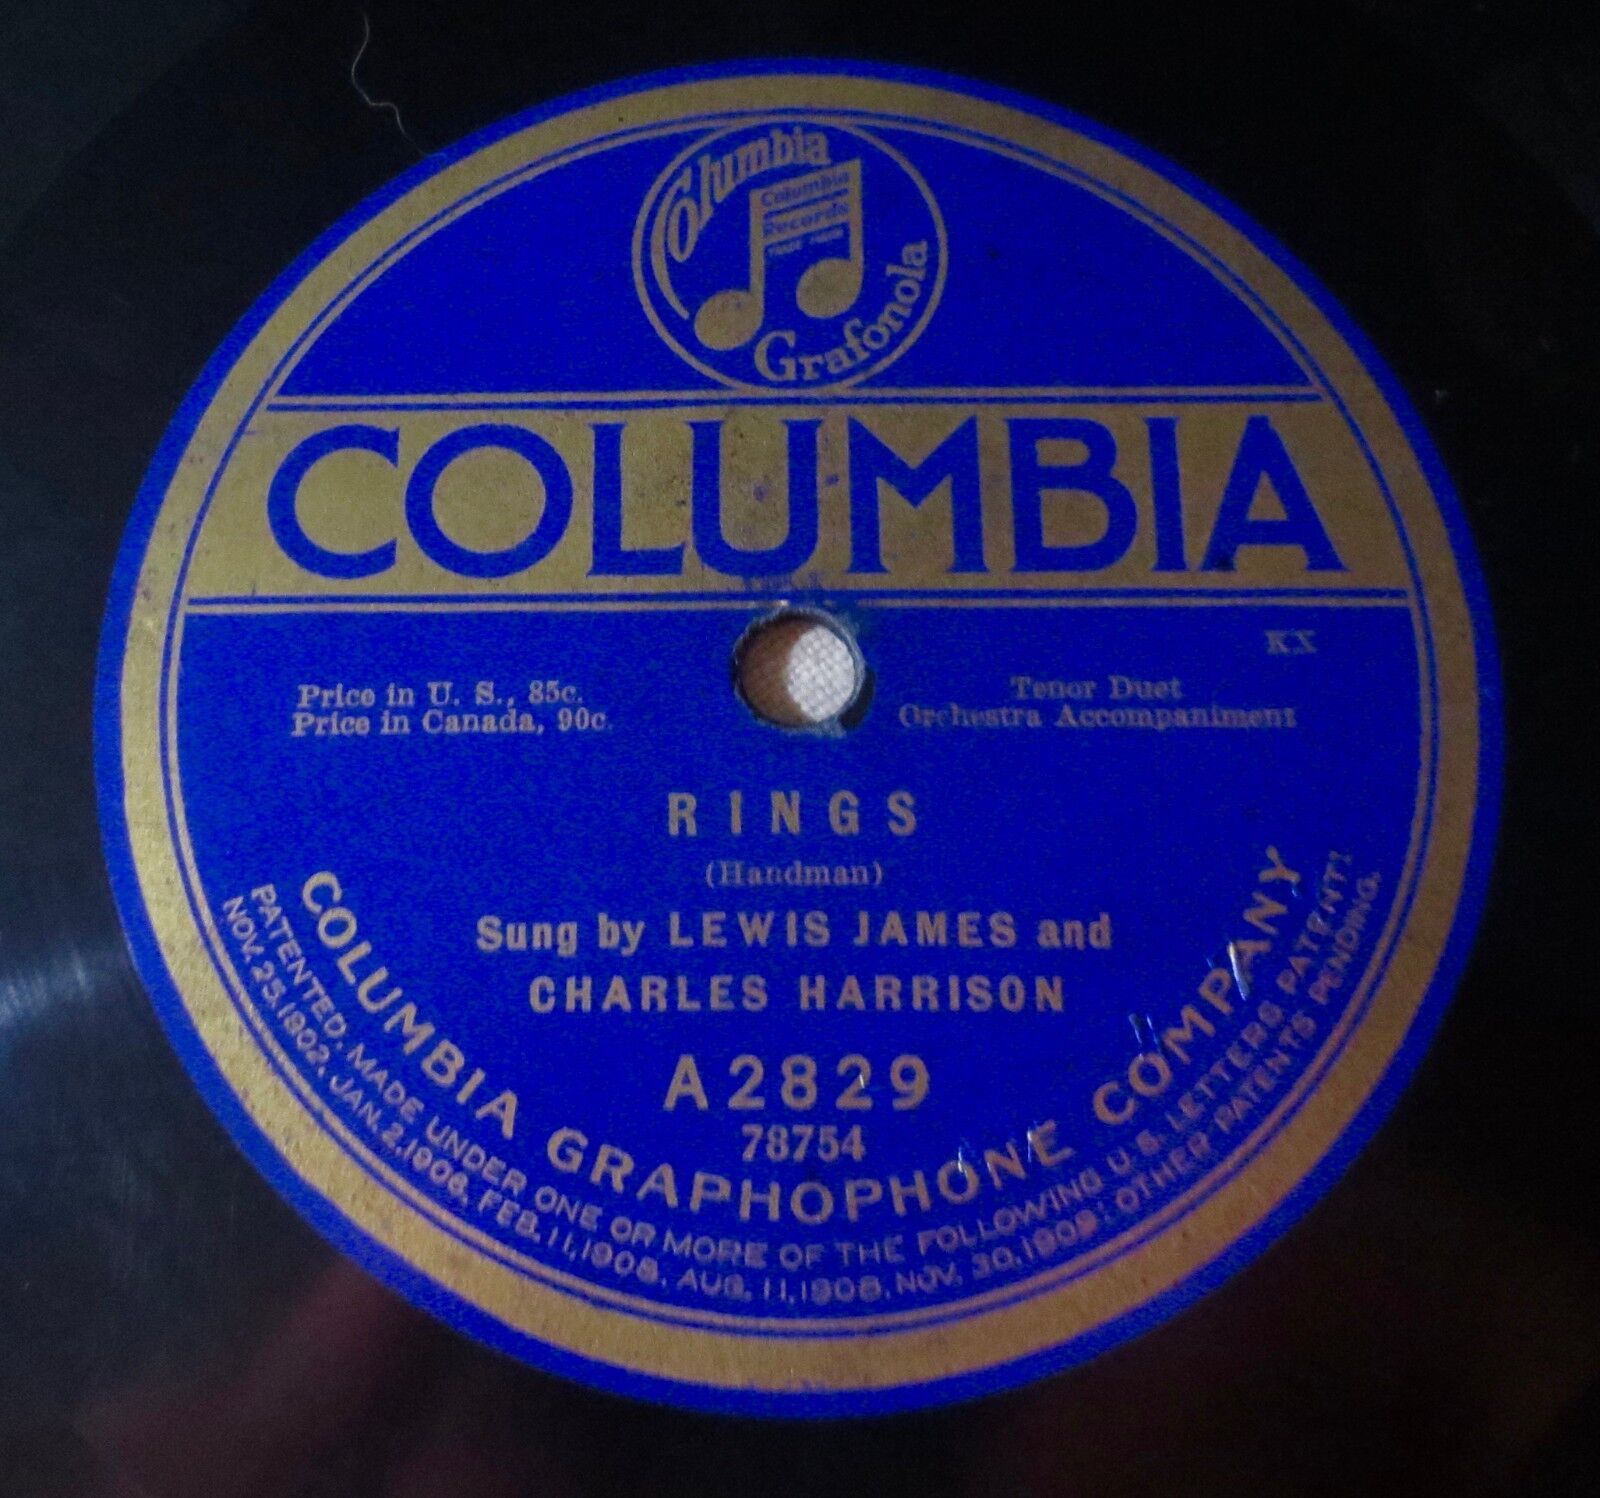 Columbia
Columbia
Records
TRADE MARK
Grafonola
COLUMBIA
KX
Price in U. S., 85c.
Price in Canada, 90c.
Tenor Duet
Orchestra Accompaniment
RINGS
(Handman)
Sung by LEWIS JAMES and
CHARLES HARRISON
A2829
78754
COLUMBIA GRAPHOPHONE COMPANY
PATENTED. MADE UNDER ONE OR MORE OF THE FOLLOWING U.S. LETTERS PATENT:
NOV. 25,1902, JAN. 2,1906, FEB. 11,1908, AUG. 11,1908, NOV. 30,1909; OTHER PATENTS PENDING.